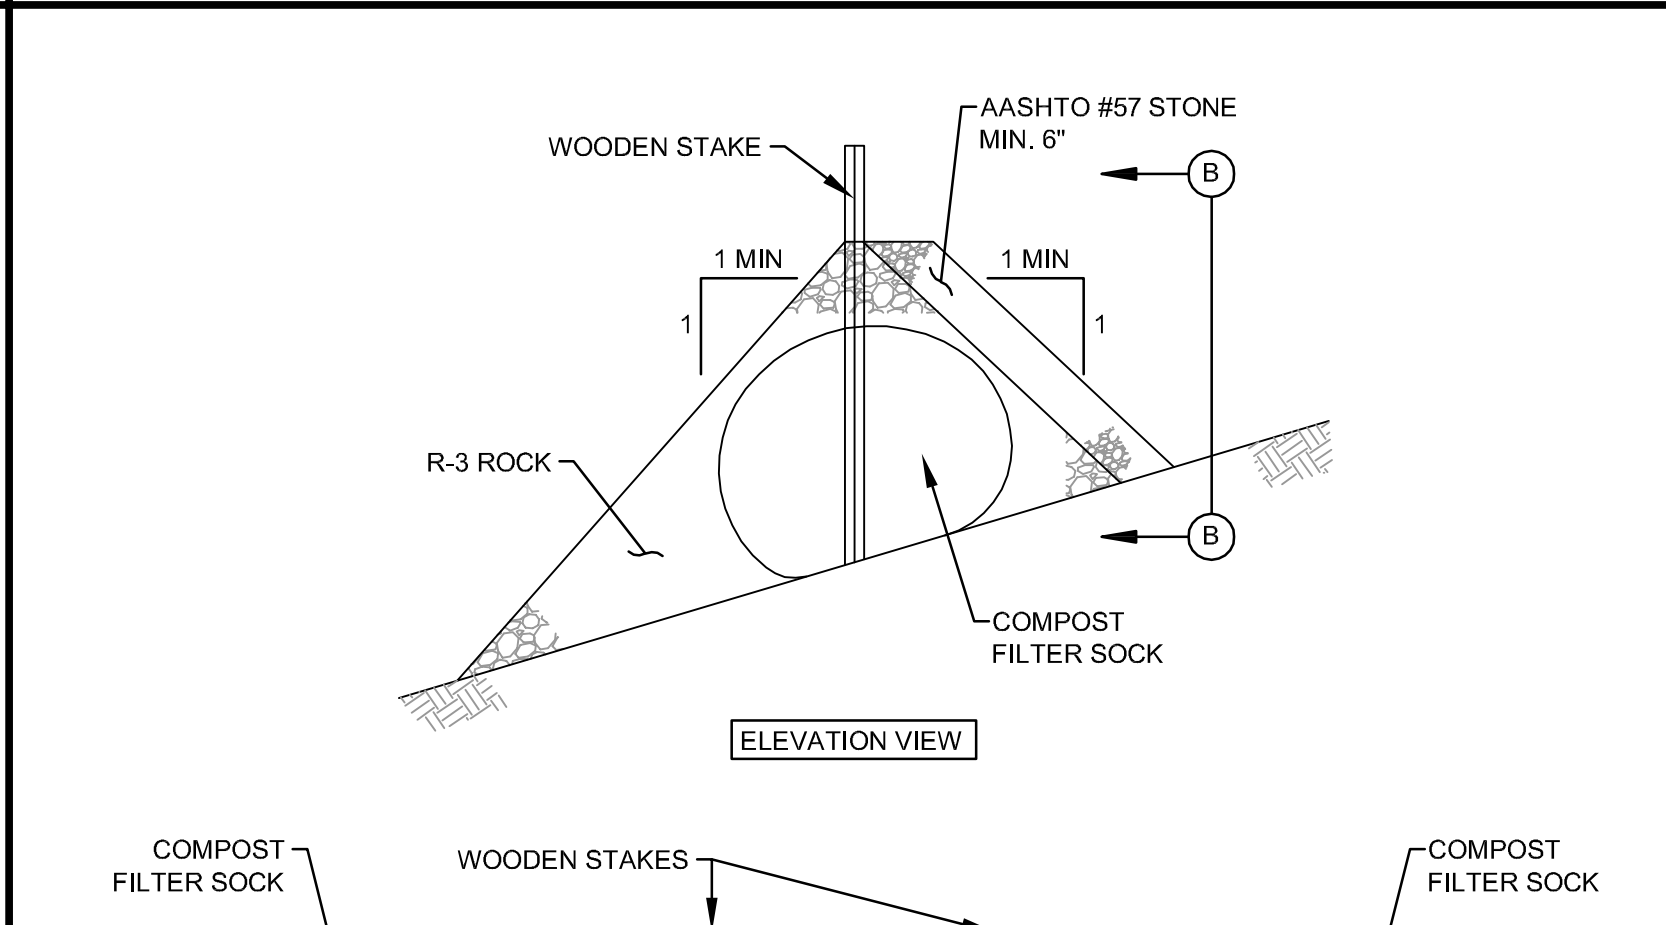 AASHTO #57 STONE
MIN. 6"
WOODEN STAKE
B
1 MIN
1 MIN
1
1
R-3 ROCK
B
COMPOST
FILTER SOCK
ELEVATION VIEW
COMPOST
FILTER SOCK
WOODEN STAKES
COMPOST
FILTER SOCK